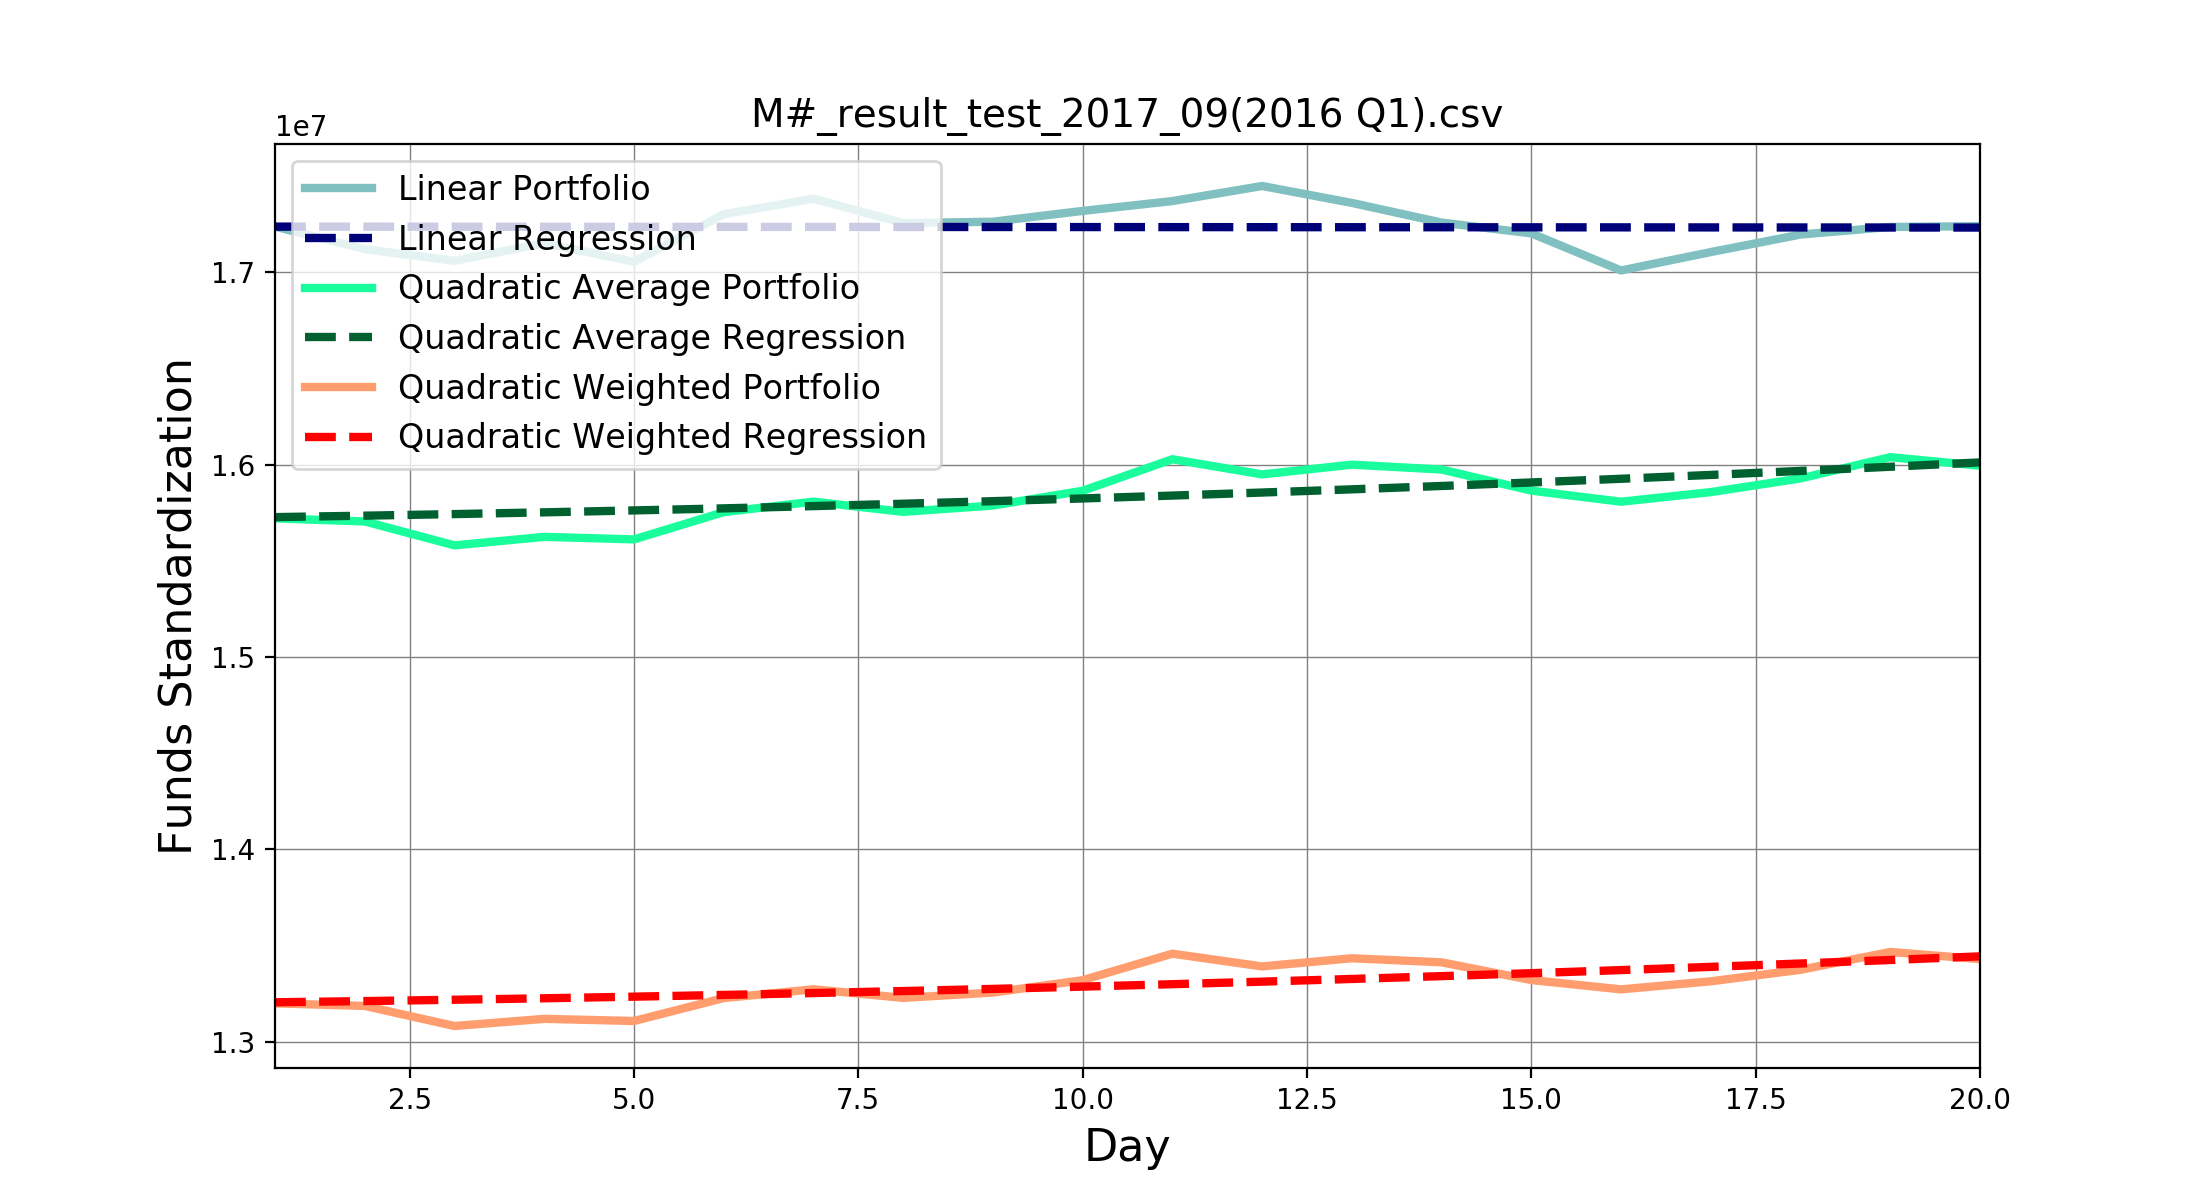 M#_result_test_2017_09(2016 Q1).csv
1e7
Linear Portfolio
Linear Regression
Quadratic Average Portfolio
Quadratic Average Regression
Quadratic Weighted Portfolio
Quadratic Weighted Regression
Funds Standardization
1.7
1.6
1.5
1.4
1.3
2.5 5.0 7.5 10.0 12.5 15.0 17.5 20.0
Day